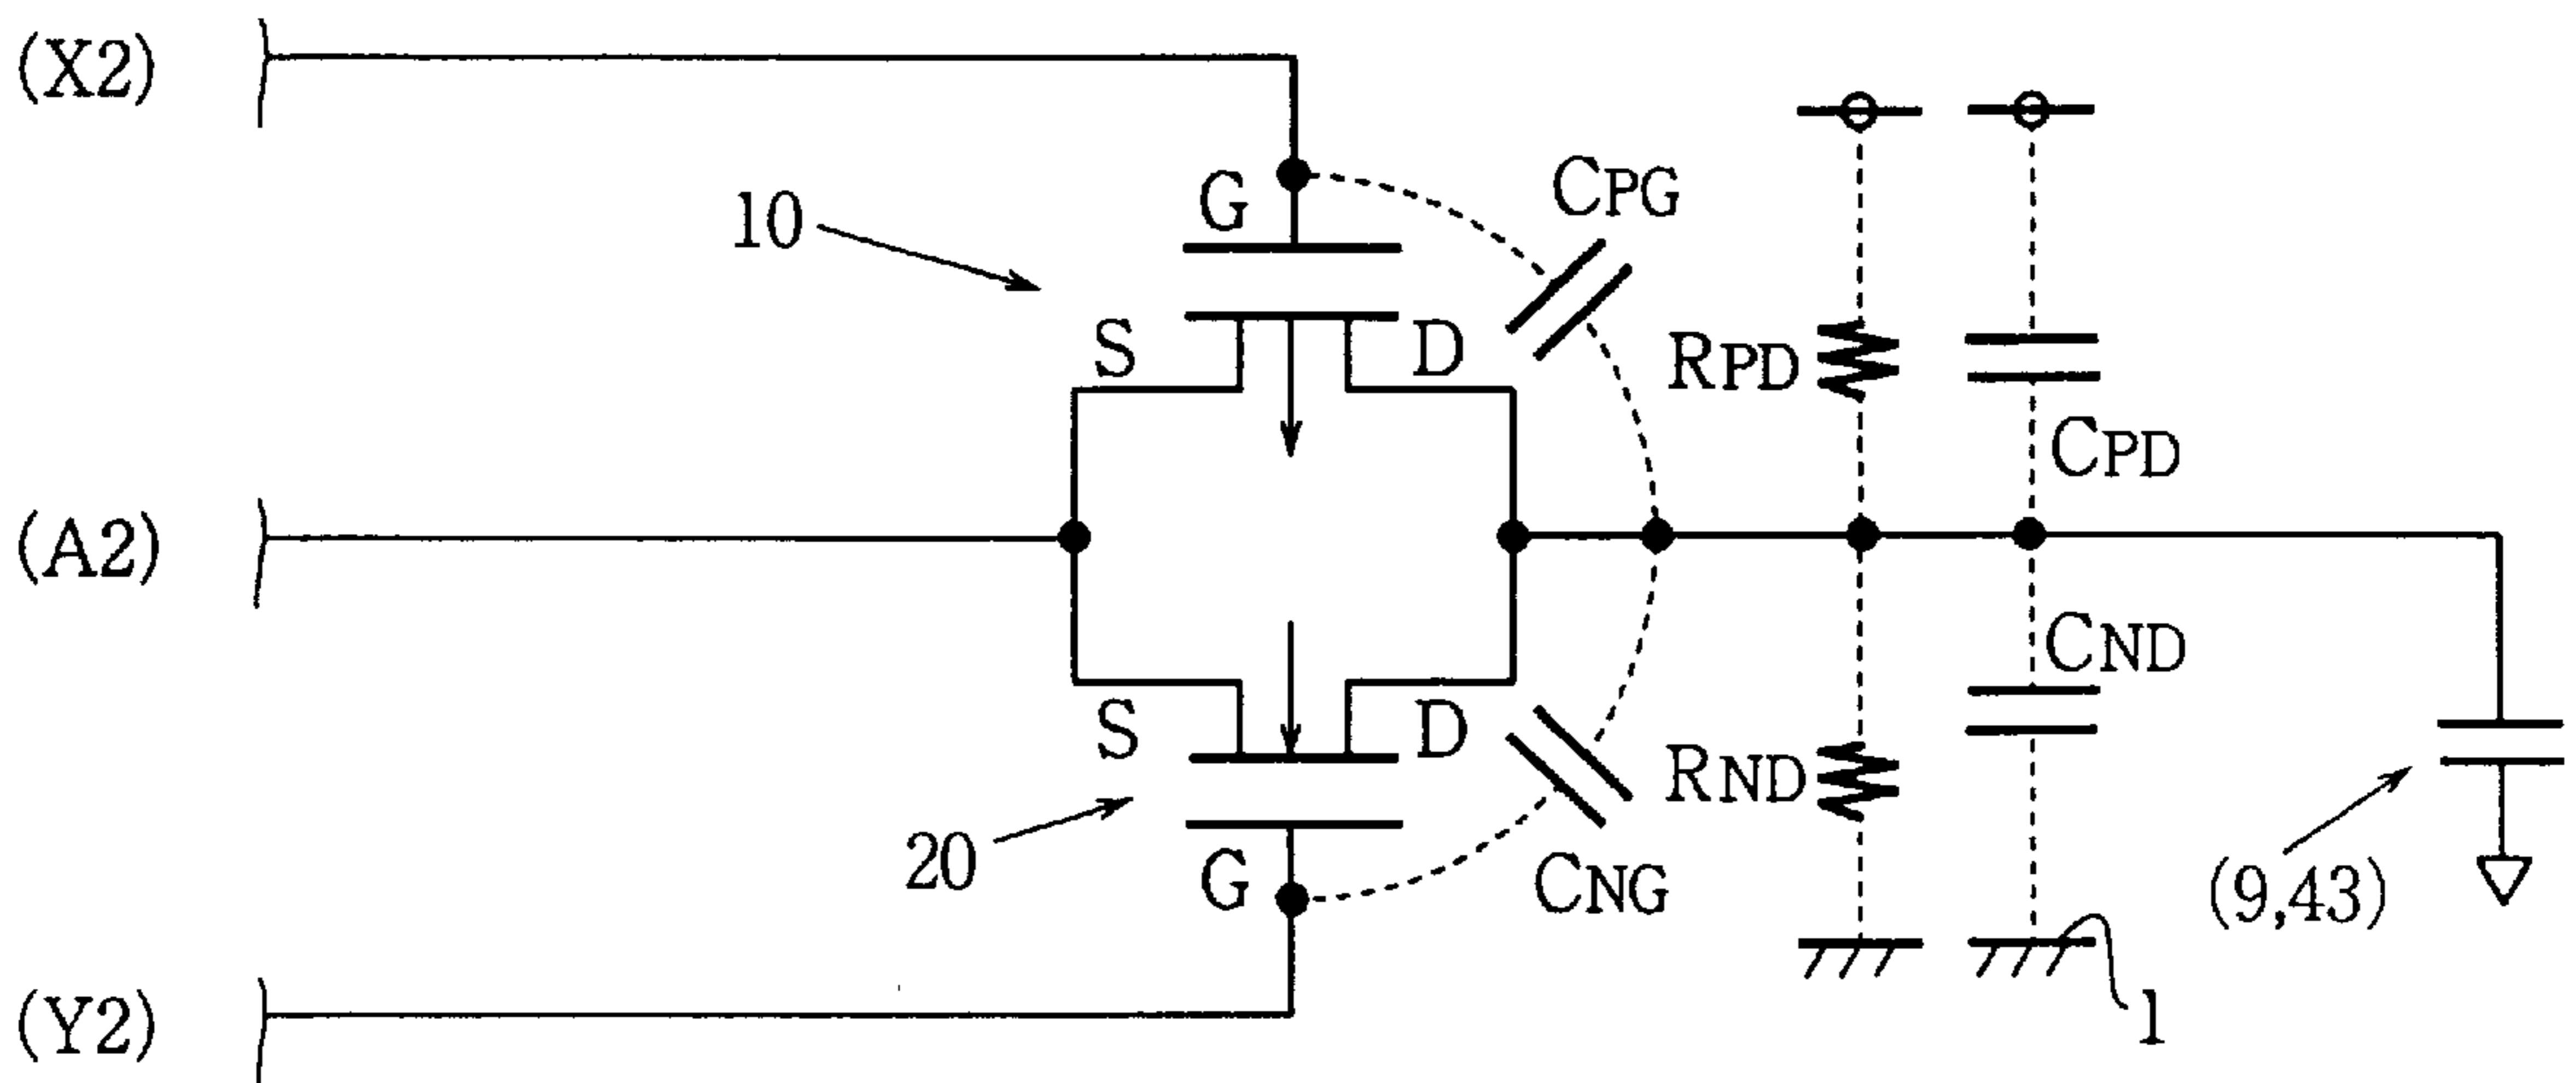 (X2)
G
CPG
10
S
D
RPD
CPD
(A2)
CND
S
D
RND
20
G
CNG
(9,43)
(Y2)
1